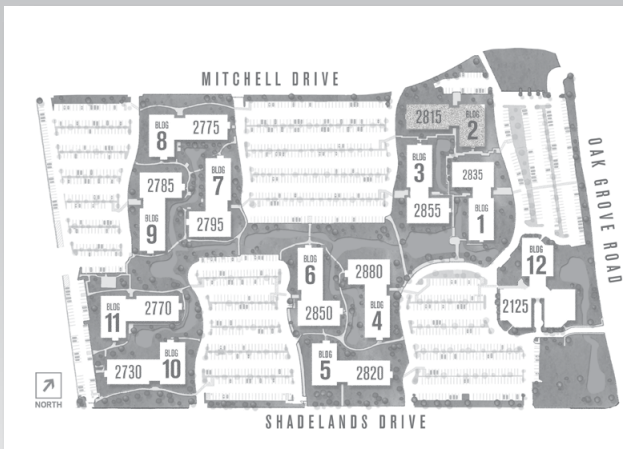 MITCHELL DRIVE
OAK GROVE ROAD
BLDG
8
2775
2815
BLDG
2
BLDG
7
2795
2785
BLDG
9
BLDG
3
2855
2835
BLDG
1
BLDG
6
2850
2880
BLDG
4
BLDG
12
2125
BLDG
11
2770
2730
BLDG
10
BLDG
5
2820
NORTH
SHADELANDS DRIVE